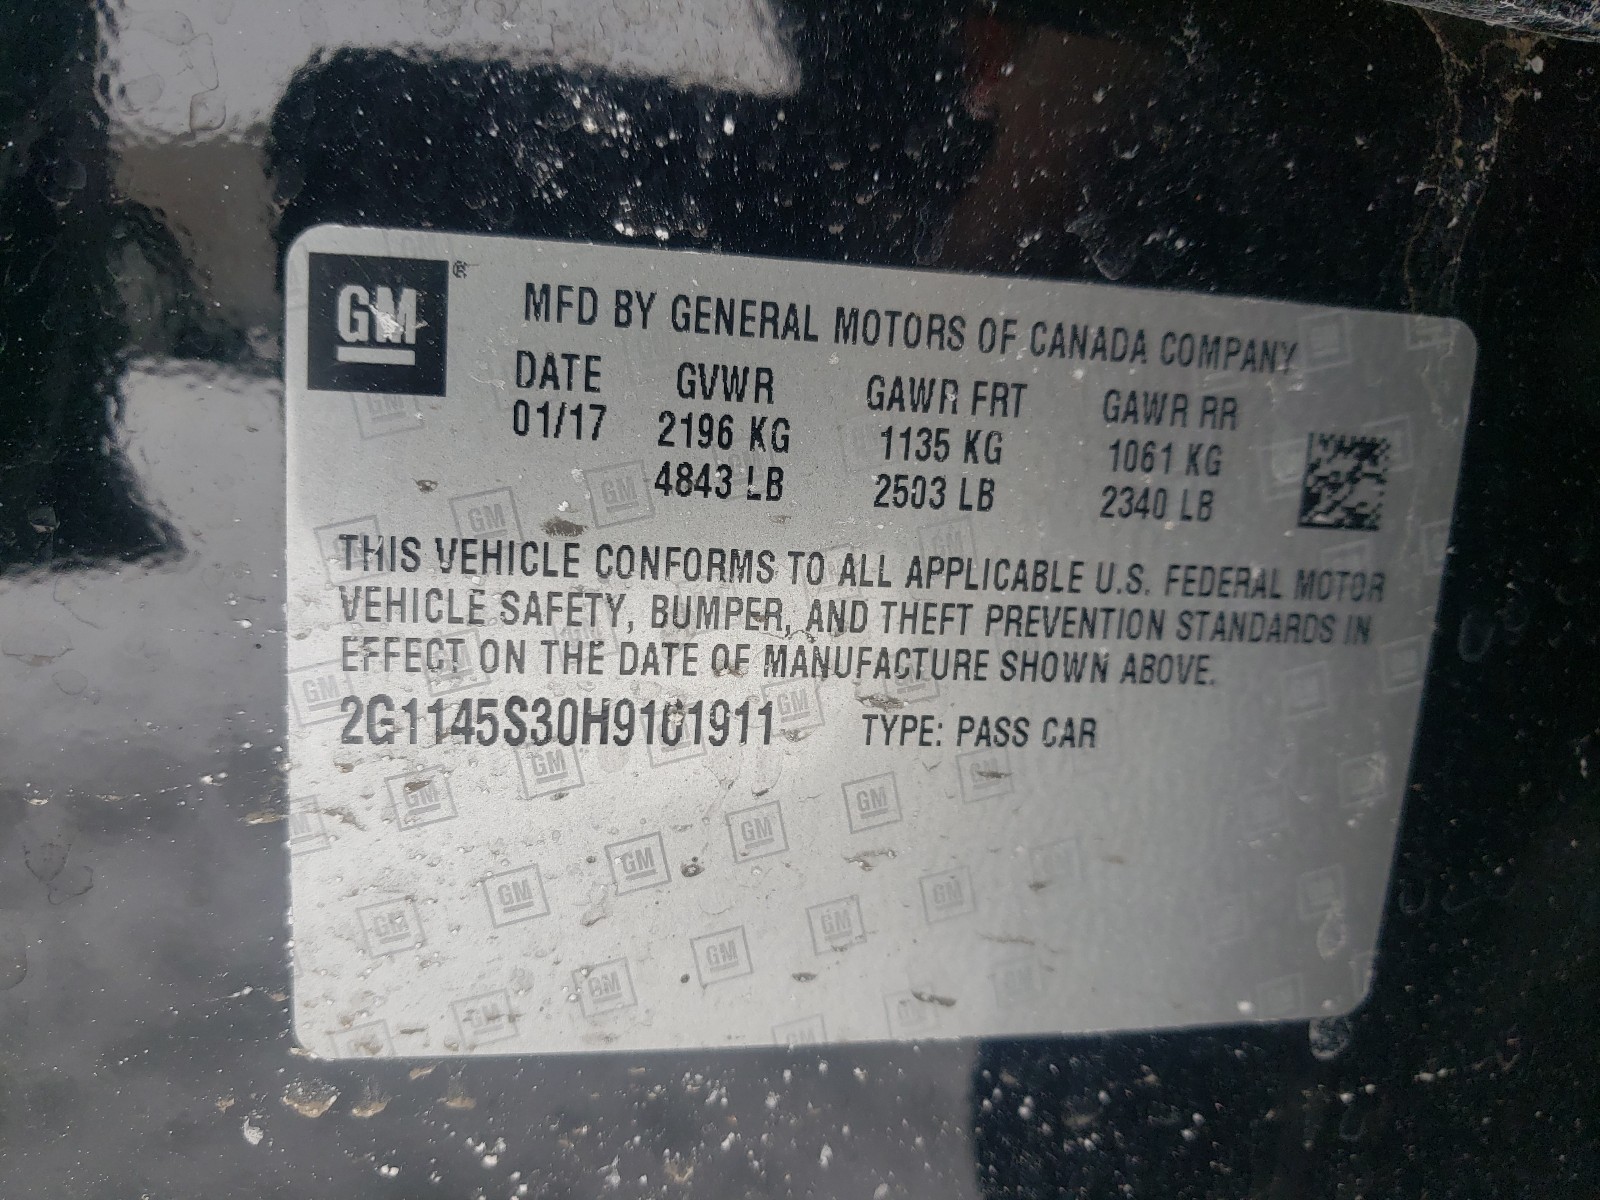 GM ®
MFD BY GENERAL MOTORS OF CANADA COMPANY
DATE GVWR GAWR FRT GAWR RR
01/17 2196 KG 1135 KG 1061 KG
4843 LB 2503 LB 2340 LB
THIS VEHICLE CONFORMS TO ALL APPLICABLE U.S. FEDERAL MOTOR
VEHICLE SAFETY, BUMPER, AND THEFT PREVENTION STANDARDS IN
EFFECT ON THE DATE OF MANUFACTURE SHOWN ABOVE.
2G1145S30H9101911 TYPE: PASS CAR